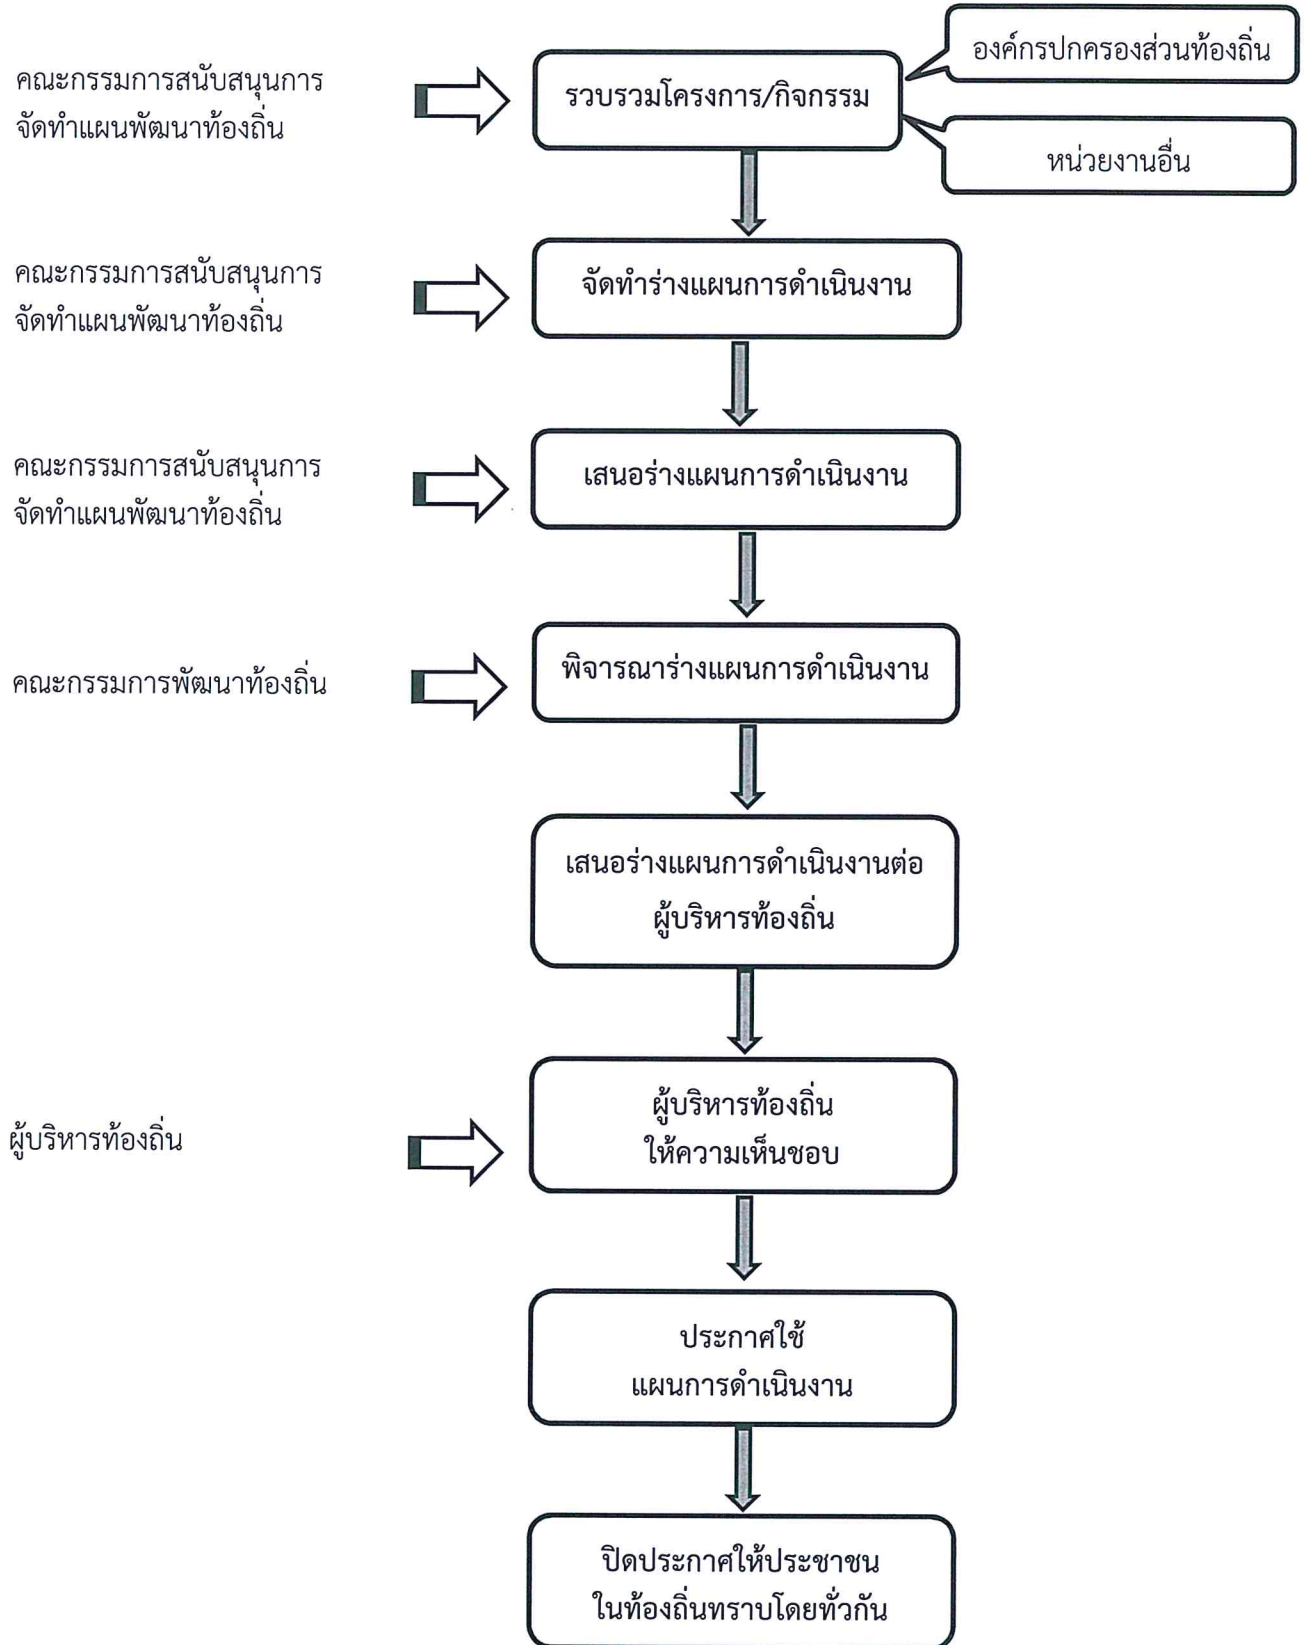 องค์กรปกครองส่วนท้องถิ่น
คณะกรรมการสนับสนุนการ
จัดทำแผนพัฒนาท้องถิ่น
รวบรวมโครงการ/กิจกรรม
หน่วยงานอื่น
คณะกรรมการสนับสนุนการ
จัดทำแผนพัฒนาท้องถิ่น
จัดทำร่างแผนการดำเนินงาน
คณะกรรมการสนับสนุนการ
จัดทำแผนพัฒนาท้องถิ่น
เสนอร่างแผนการดำเนินงาน
คณะกรรมการพัฒนาท้องถิ่น
พิจารณาร่างแผนการดำเนินงาน
เสนอร่างแผนการดำเนินงานต่อ
ผู้บริหารท้องถิ่น
ผู้บริหารท้องถิ่น
ผู้บริหารท้องถิ่น
ให้ความเห็นชอบ
ประกาศใช้
แผนการดำเนินงาน
ปิดประกาศให้ประชาชน
ในท้องถิ่นทราบโดยทั่วกัน